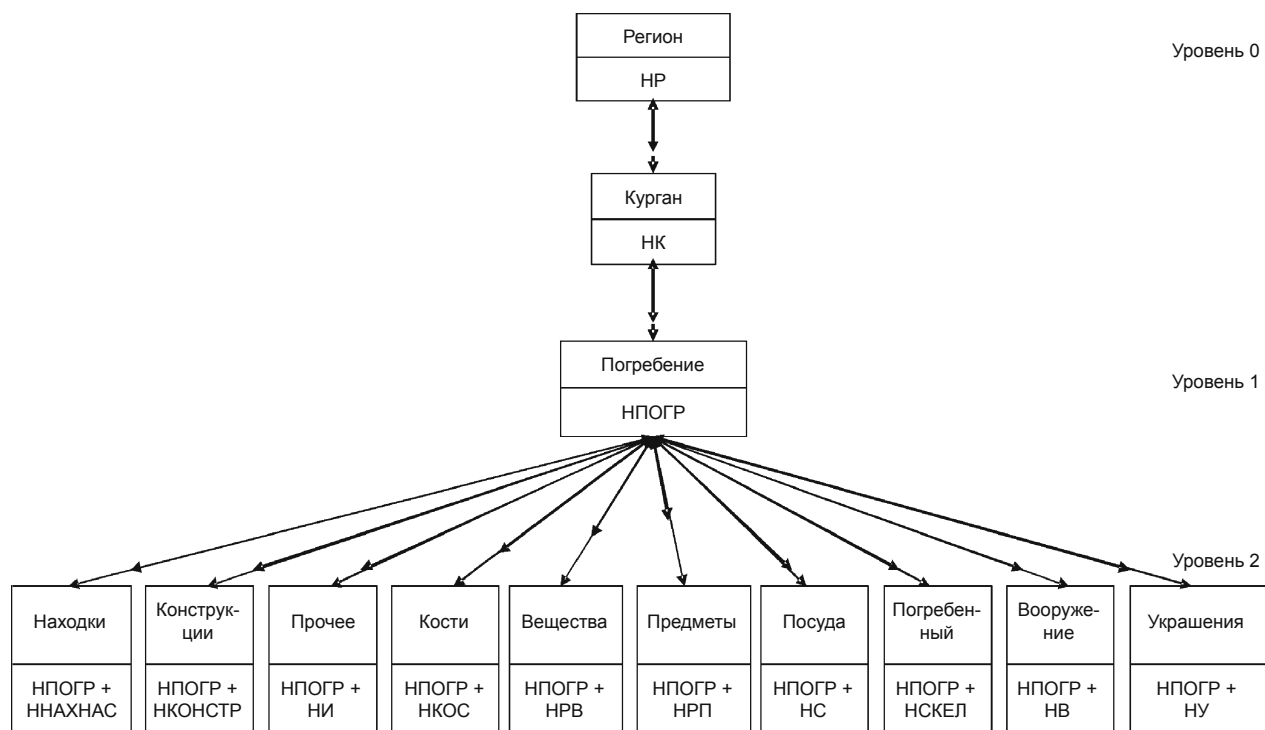 Регион
Уровень 0
НР
Курган
НК
Погребение
Уровень 1
НПОГР
Уровень 2
Находки
Конструк-
ции
Прочее
Кости
Вещества
Предметы
Посуда
Погребен-
ный
Вооруже-
ние
Украшения
НПОГР +
ННАХНАС
НПОГР +
НКОНСТР
НПОГР +
НИ
НПОГР +
НКОС
НПОГР +
НРВ
НПОГР +
НРП
НПОГР +
НС
НПОГР +
НСКЕЛ
НПОГР +
НВ
НПОГР +
НУ